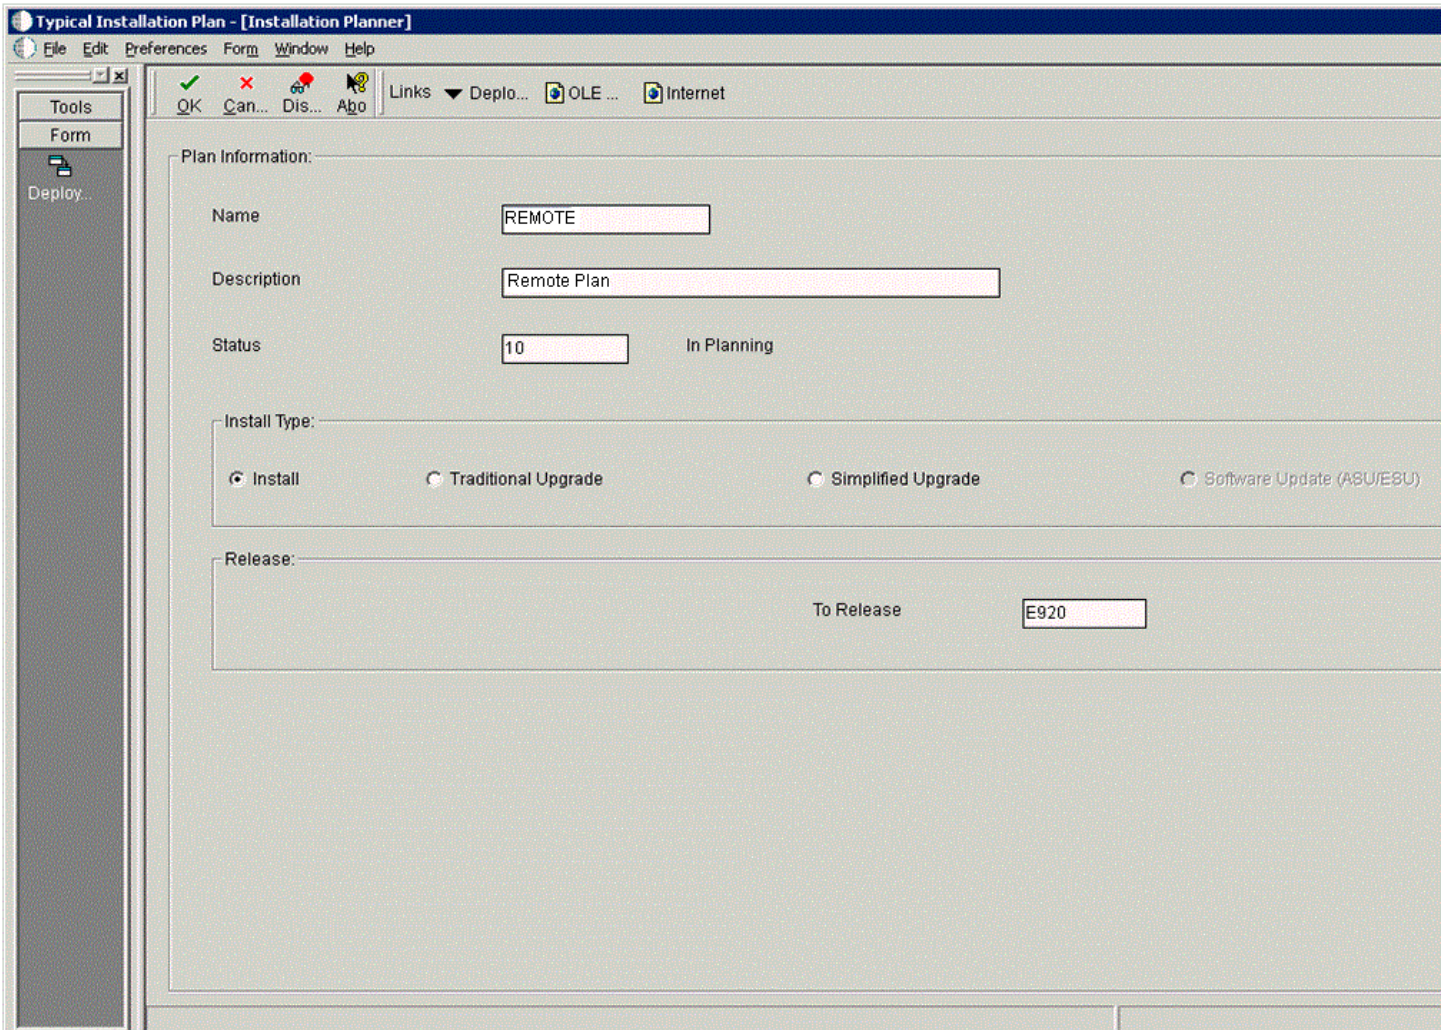 Typical Installation Plan - [Installation Planner]
File Edit Preferences Form Window Help
Tools
Form
Deploy...
OK Can... Dis... Abo Links Deplo... OLE ... Internet
Plan Information:
Name REMOTE
Description Remote Plan
Status 10 In Planning
Install Type:
Install Traditional Upgrade Simplified Upgrade Software Update (ASU/ESU)
Release:
To Release E920